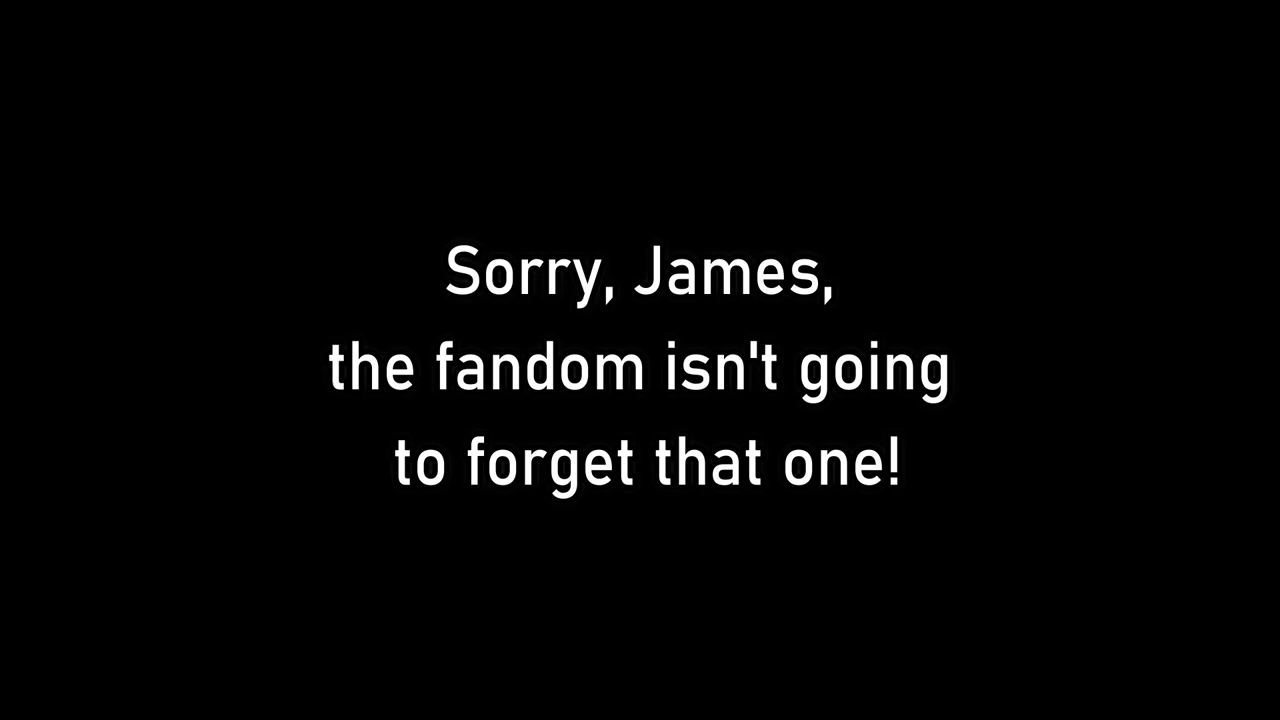 Sorry, James,
the fandom isn't going
to forget that one!